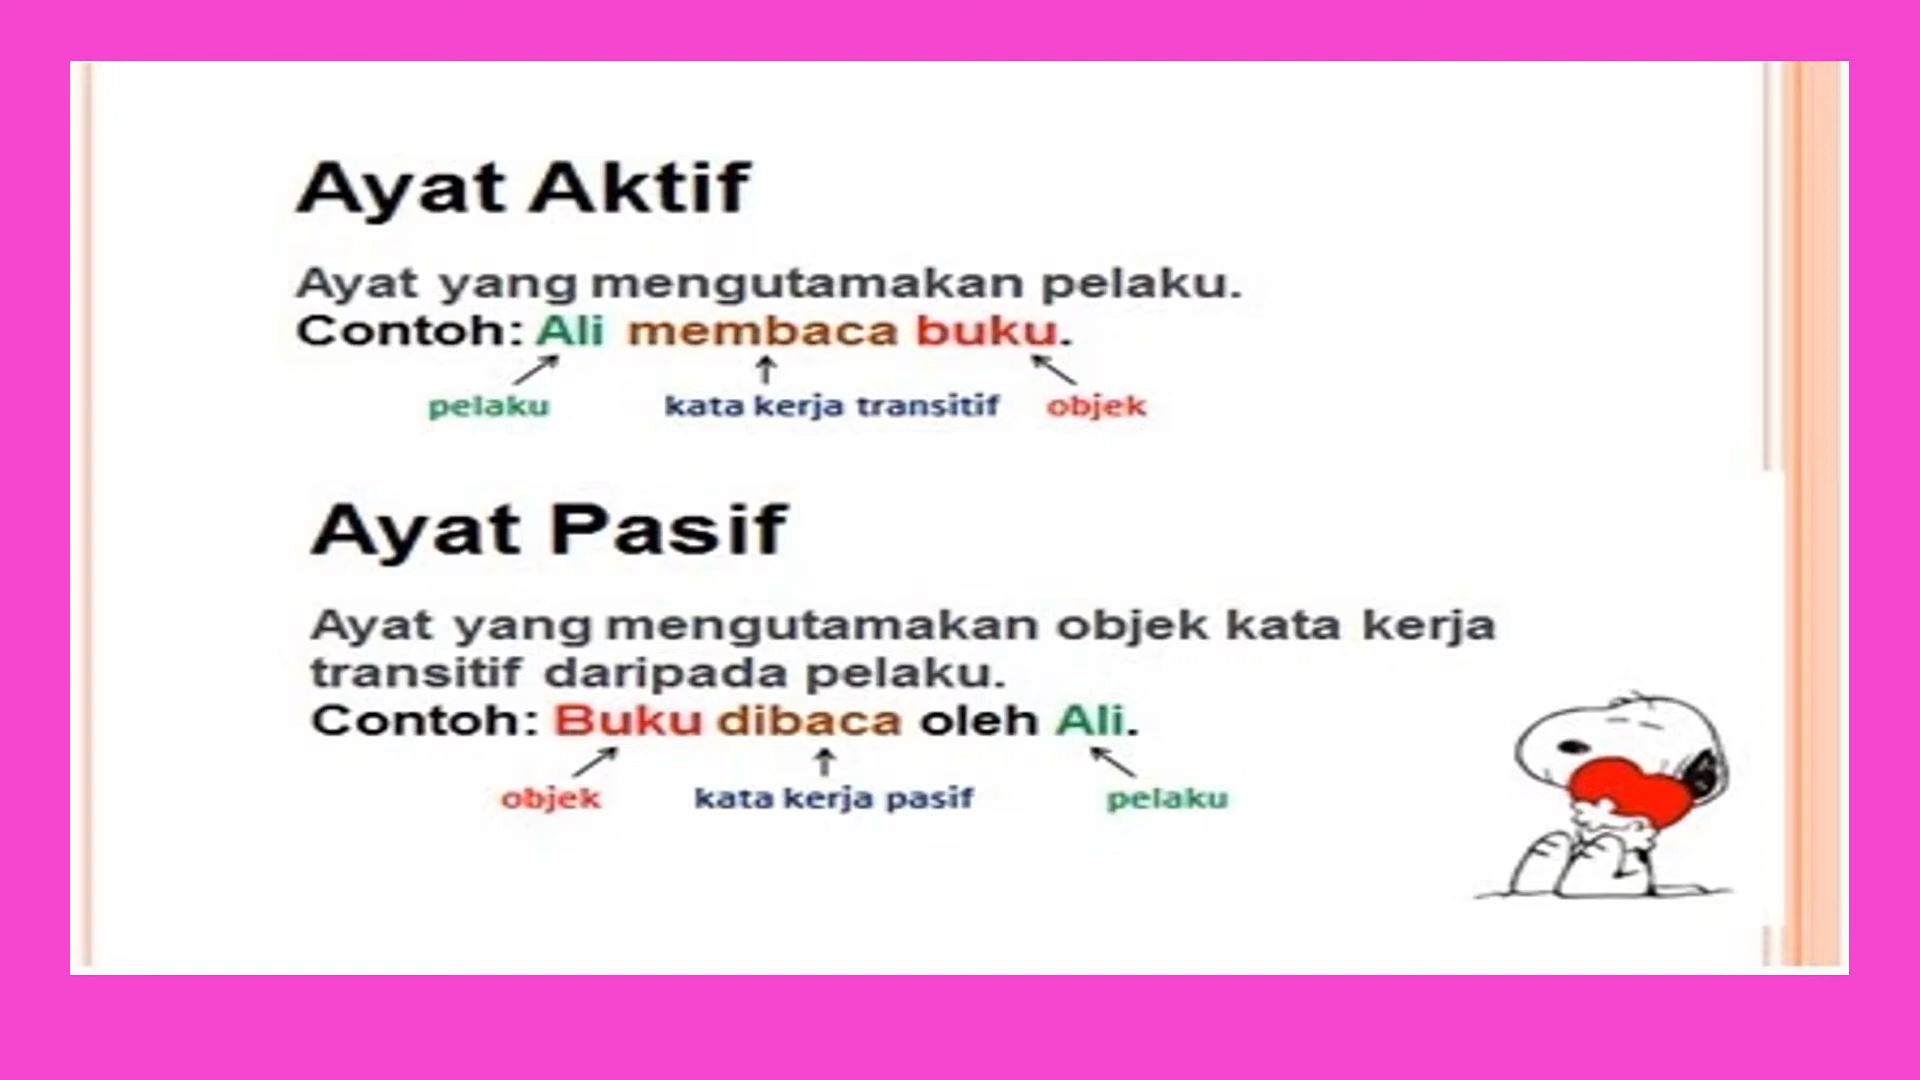 Ayat Aktif
Ayat yang mengutamakan pelaku.
Contoh: Ali membaca buku.
pelaku kata kerja transitif objek
Ayat Pasif
Ayat yang mengutamakan objek kata kerja
transitif daripada pelaku.
Contoh: Buku dibaca oleh Ali.
objek kata kerja pasif pelaku